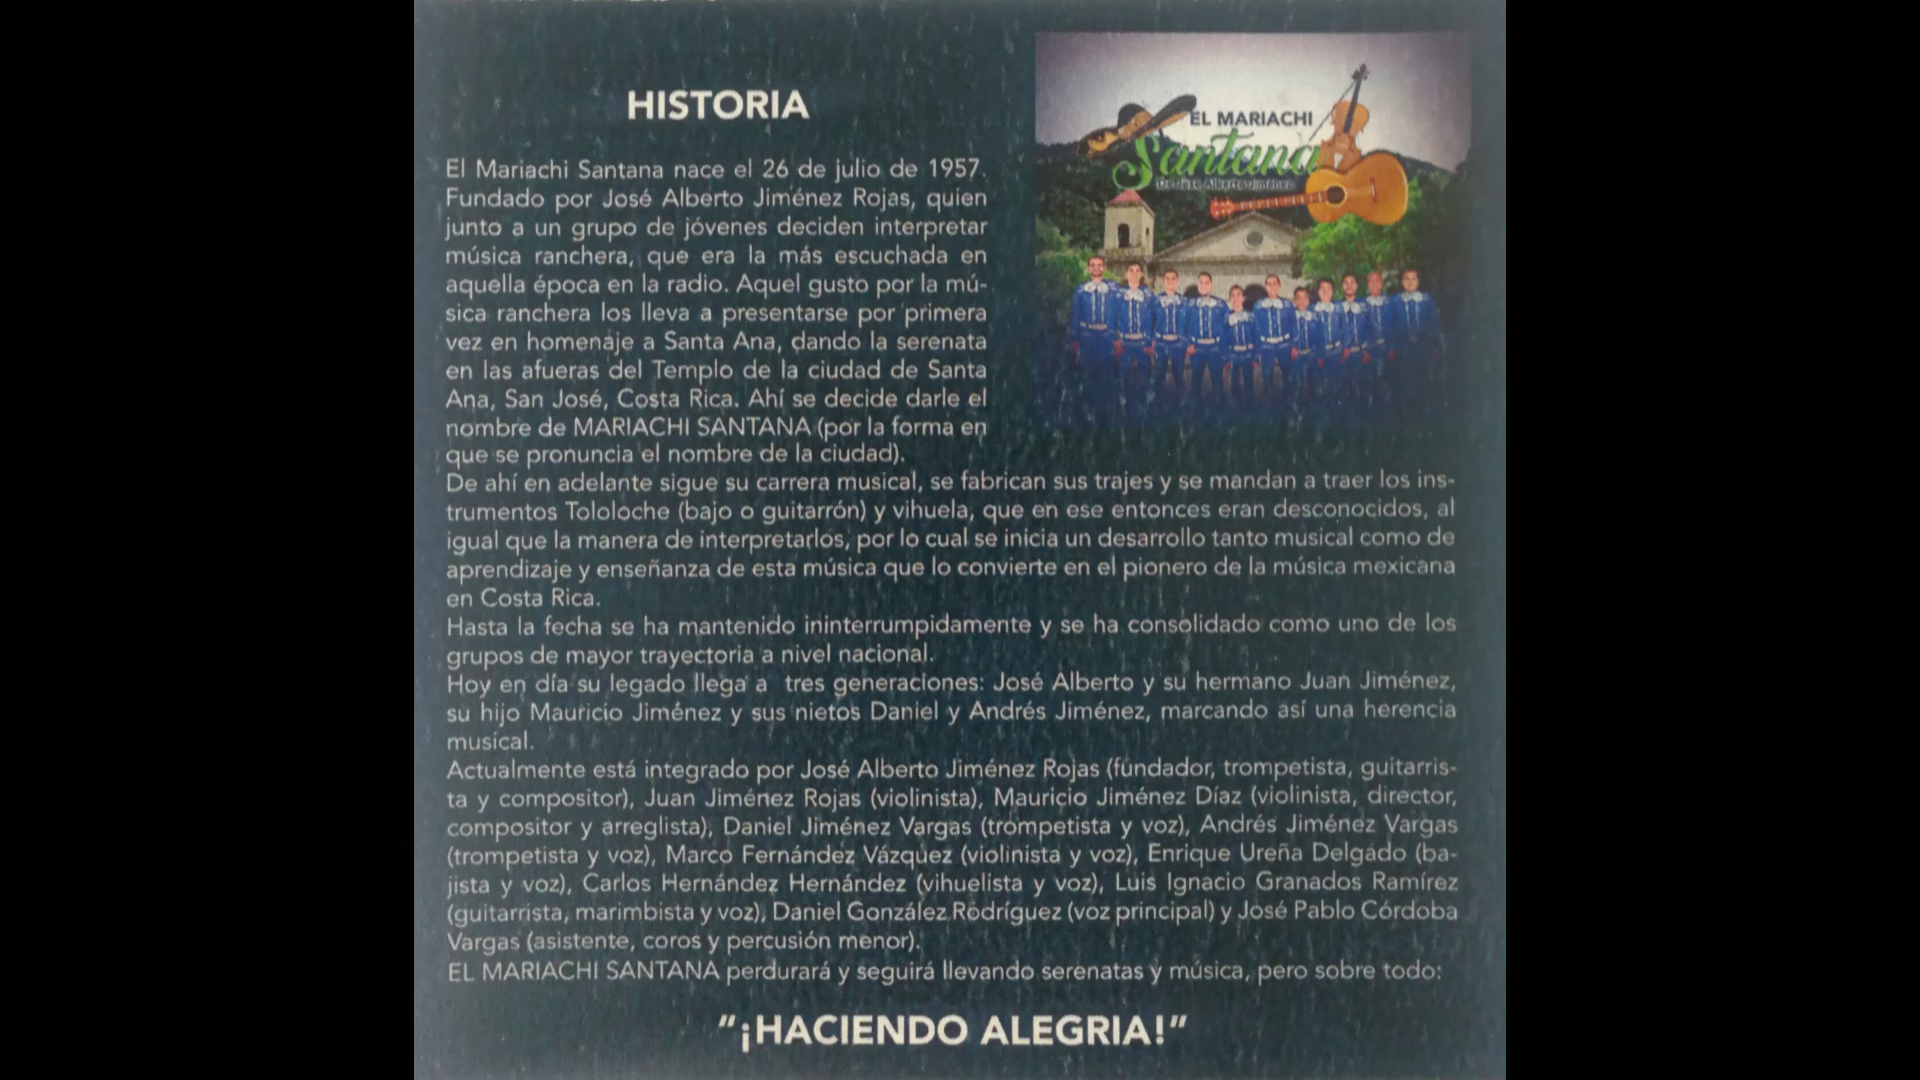 HISTORIA
EL MARIACHI
Santana
De José Alberto Jiménez
El Mariachi Santana nace el 26 de julio de 1957.
Fundado por José Alberto Jiménez Rojas, quien
junto a un grupo de jóvenes deciden interpretar
música ranchera, que era la más escuchada en
aquella época en la radio. Aquel gusto por la mú-
sica ranchera los lleva a presentarse por primera
vez en homenaje a Santa Ana, dando la serenata
en las afueras del Templo de la ciudad de Santa
Ana, San José, Costa Rica. Ahí se decide darle el
nombre de MARIACHI SANTANA (por la forma en
que se pronuncia el nombre de la ciudad).
De ahí en adelante sigue su carrera musical, se fabrican sus trajes y se mandan a traer los ins-
trumentos Tololoche (bajo o guitarrón) y vihuela, que en ese entonces eran desconocidos, al
igual que la manera de interpretarlos, por lo cual se inicia un desarrollo tanto musical como de
aprendizaje y enseñanza de esta música que lo convierte en el pionero de la música mexicana
en Costa Rica.
Hasta la fecha se ha mantenido ininterrumpidamente y se ha consolidado como uno de los
grupos de mayor trayectoria a nivel nacional.
Hoy en día su legado llega a tres generaciones: José Alberto y su hermano Juan Jiménez,
su hijo Mauricio Jiménez y sus nietos Daniel y Andrés Jiménez, marcando así una herencia
musical.
Actualmente está integrado por José Alberto Jiménez Rojas (fundador, trompetista, guitarris-
ta y compositor), Juan Jiménez Rojas (violinista), Mauricio Jiménez Díaz (violinista, director,
compositor y arreglista), Daniel Jiménez Vargas (trompetista y voz), Andrés Jiménez Vargas
(trompetista y voz), Marco Fernández Vázquez (violinista y voz), Enrique Ureña Delgado (ba-
jista y voz), Carlos Hernández Hernández (vihuelista y voz), Luis Ignacio Granados Ramírez
(guitarrista, marimbista y voz), Daniel González Rodríguez (voz principal) y José Pablo Córdoba
Vargas (asistente, coros y percusión menor).
EL MARIACHI SANTANA perdurará y seguirá llevando serenatas y música, pero sobre todo:
"¡HACIENDO ALEGRIA!"